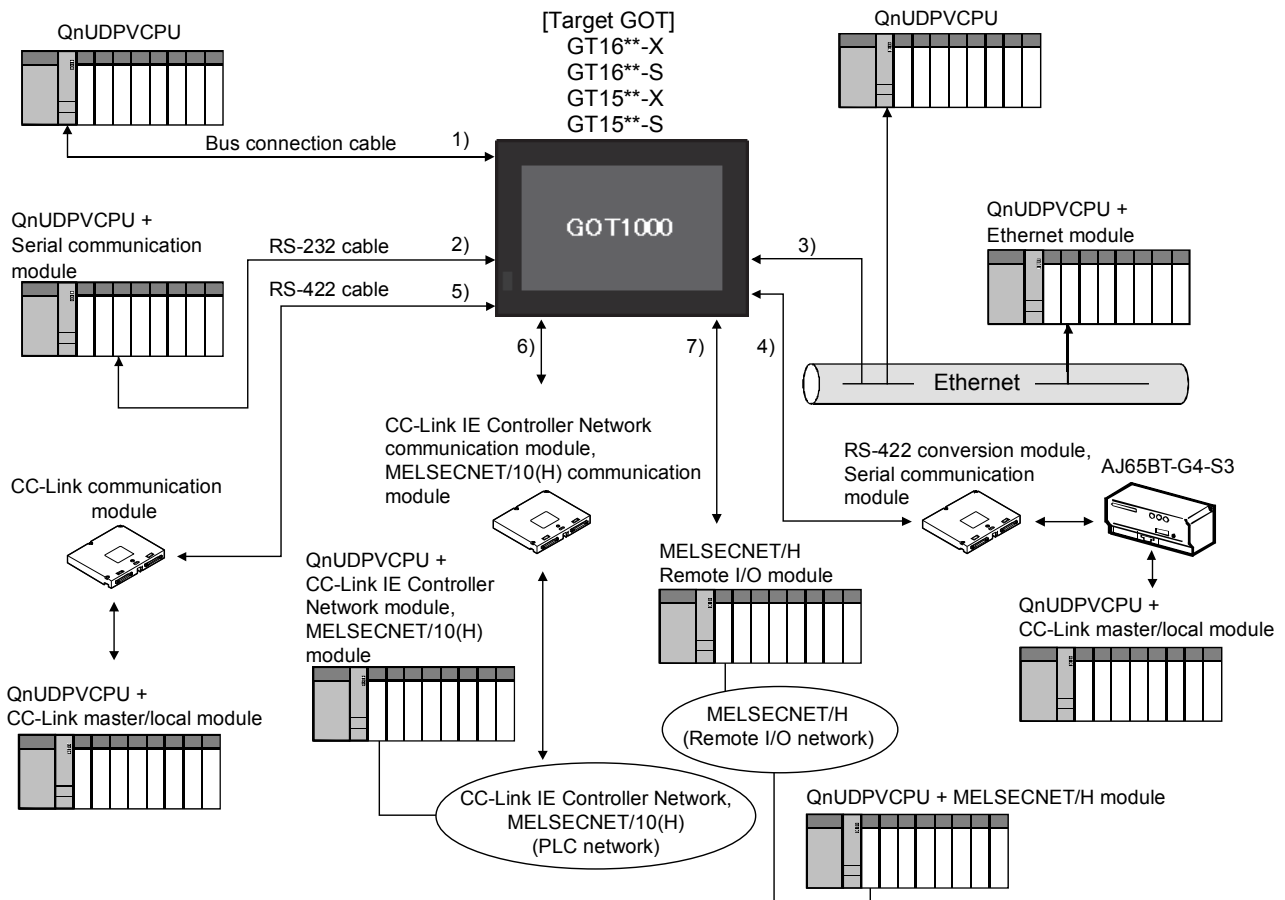 QnUDPVCPU
[Target GOT]
GT16**-X
GT16**-S
GT15**-X
GT15**-S
QnUDPVCPU
Bus connection cable
1)
QnUDPVCPU +
Serial communication
module
RS-232 cable
2)
RS-422 cable
5)
GOT1000
3)
QnUDPVCPU +
Ethernet module
6)
7)
4)
Ethernet
CC-Link IE Controller Network
communication module,
MELSECNET/10(H) communication
module
RS-422 conversion module,
Serial communication
module
AJ65BT-G4-S3
CC-Link communication
module
QnUDPVCPU +
CC-Link IE Controller
Network module,
MELSECNET/10(H)
module
MELSECNET/H
Remote I/O module
QnUDPVCPU +
CC-Link master/local module
QnUDPVCPU +
CC-Link master/local module
MELSECNET/H
(Remote I/O network)
CC-Link IE Controller Network,
MELSECNET/10(H)
(PLC network)
QnUDPVCPU + MELSECNET/H module